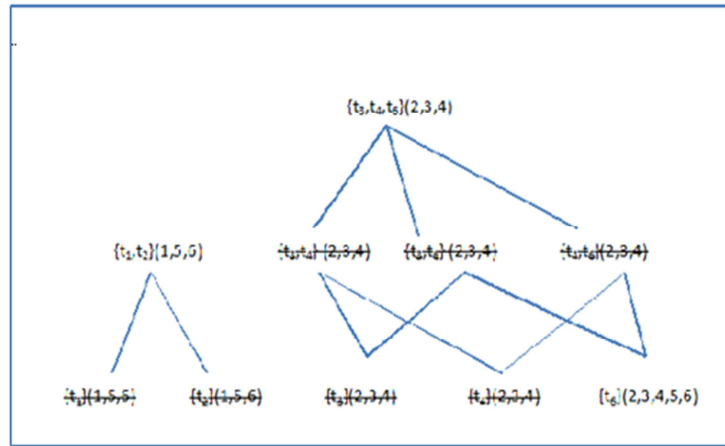 ..
{t₃,t₄,t₆}(2,3,4)
{t₁,t₂}(1,5,6) {t₃,t₄} (2,3,4) {t₃,t₆} (2,3,4) {t₄,t₆}(2,3,4)
{t₁}(1,5,6) {t₂}(1,5,6) {t₃}(2,3,4) {t₄}(2,3,4) {t₆}(2,3,4,5,6)